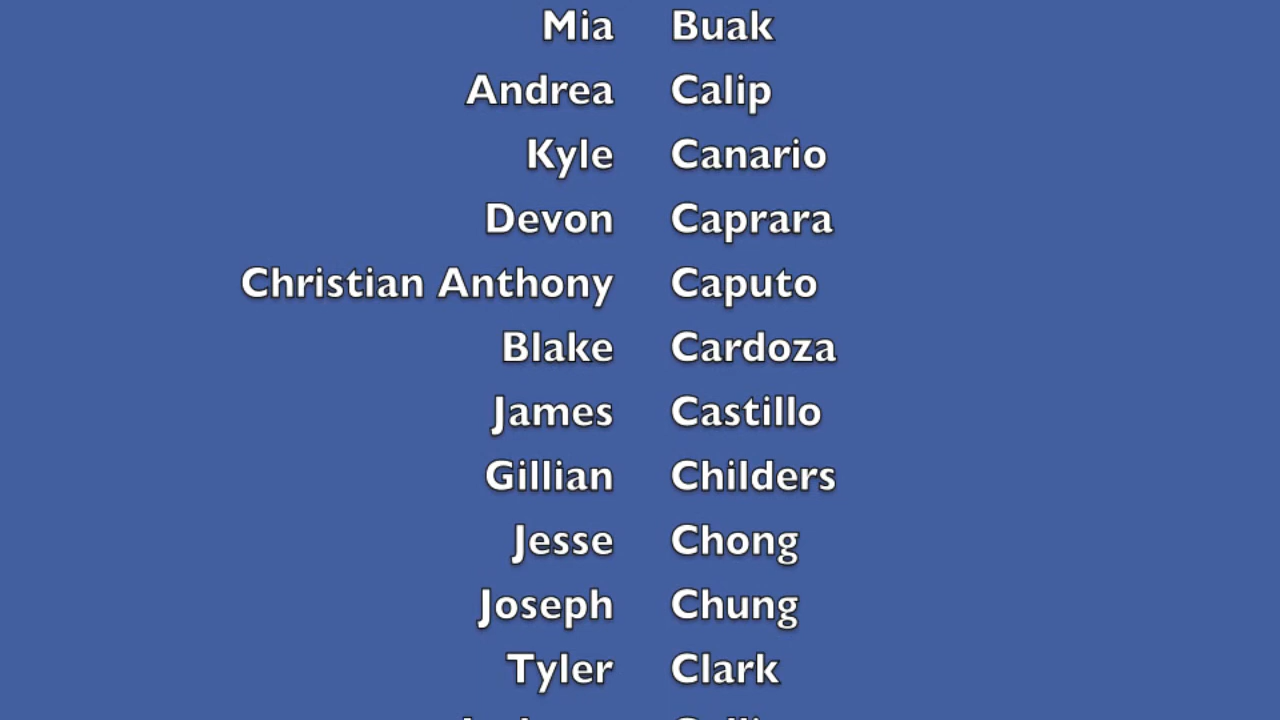 Mia Buak
Andrea Calip
Kyle Canario
Devon Caprara
Christian Anthony Caputo
Blake Cardoza
James Castillo
Gillian Childers
Jesse Chong
Joseph Chung
Tyler Clark